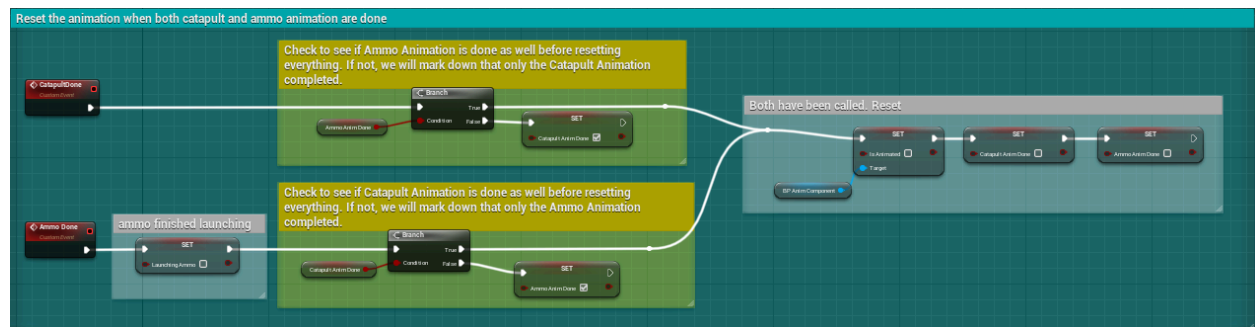 Reset the animation when both catapult and ammo animation are done
Check to see if Ammo Animation is done as well before resetting
everything. If not, we will mark down that only the Catapult Animation
completed.
CatapultDone
Custom Event
Branch
True
Condition
False
Ammo Anim Done
SET
Catapult Anim Done
Both have been called. Reset
SET
Is Animated
Target
SET
Catapult Anim Done
SET
Ammo Anim Done
BP Anim Component
Check to see if Catapult Animation is done as well before resetting
everything. If not, we will mark down that only the Ammo Animation
completed.
Ammo Done
Custom Event
ammo finished launching
SET
Launching Ammo
Branch
True
Condition
False
Catapult Anim Done
SET
Ammo Anim Done